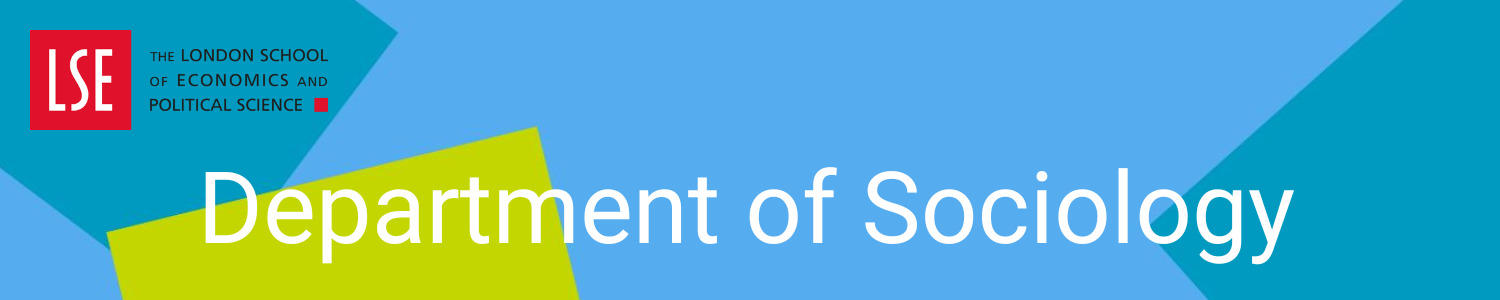 LSE
THE LONDON SCHOOL
OF ECONOMICS AND
POLITICAL SCIENCE
Department of Sociology